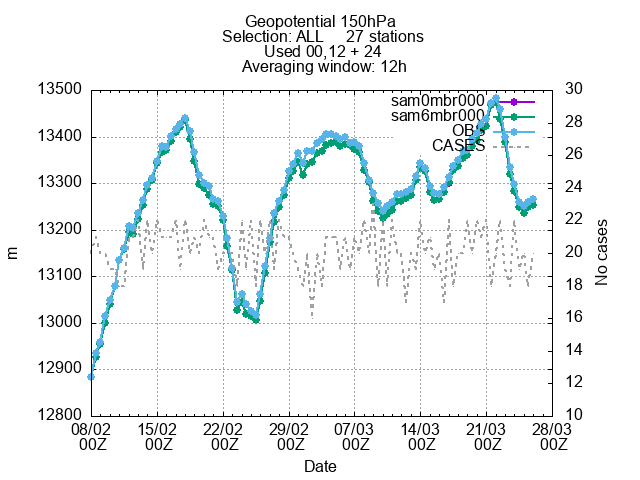 Geopotential 150hPa
Selection: ALL 27 stations
Used 00,12 + 24
Averaging window: 12h
sam0mbr000
sam6mbr000
OBS
CASES
13500
13400
13300
13200
13100
13000
12900
12800
m
30
28
26
24
22
20
18
16
14
12
10
No cases
08/02 15/02 22/02 29/02 07/03 14/03 21/03 28/03
00Z 00Z 00Z 00Z 00Z 00Z 00Z 00Z
Date